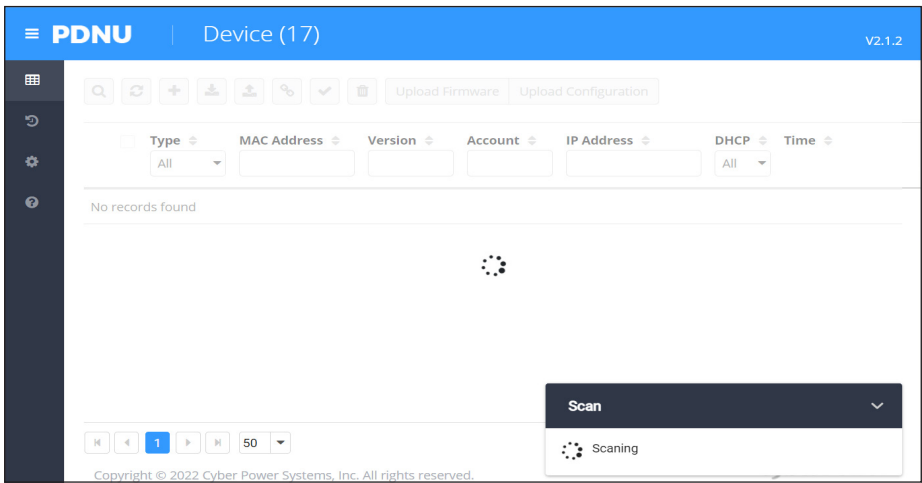 PDNU
Device (17)
V2.1.2
Upload Firmware
Upload Configuration
Type
MAC Address
Version
Account
IP Address
DHCP
Time
All
All
No records found
Scan
Scaning
1
50
Copyright © 2022 Cyber Power Systems, Inc. All rights reserved.